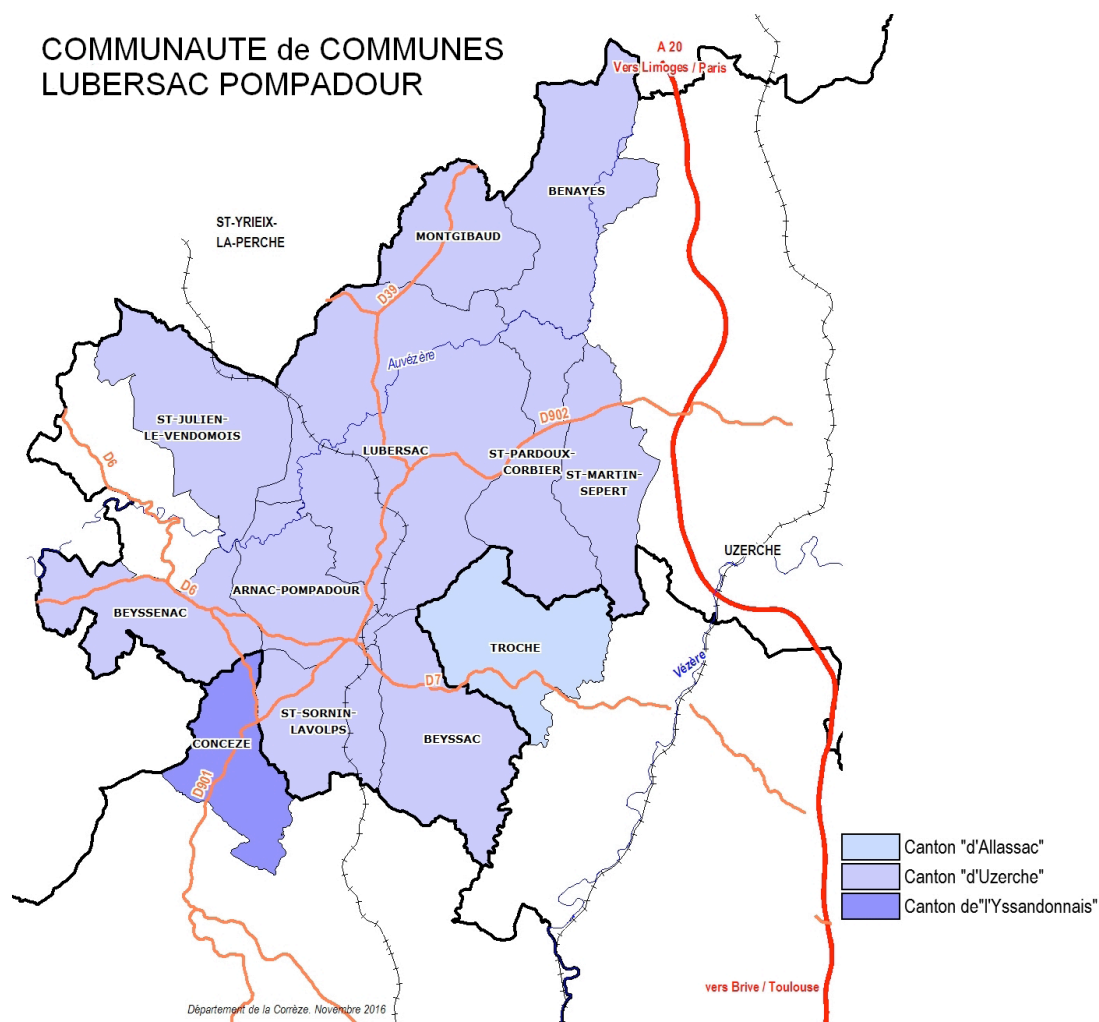 COMMUNAUTE de COMMUNES
LUBERSAC POMPADOUR
A 20
Vers Limoges / Paris
BENAYES
ST-YRIEIX-
LA-PERCHE
MONTGIBAUD
D39
Auvézère
ST-JULIEN-
LE-VENDOMOIS
D902
LUBERSAC
ST-PARDOUX-
CORBIER
D6
ST-MARTIN-
SEPERT
UZERCHE
D6
ARNAC-POMPADOUR
BEYSSENAC
TROCHE
Vézère
D7
ST-SORNIN-
LAVOLPS
BEYSSAC
CONCEZE
D901
Canton "d'Allassac"
Canton "d'Uzerche"
Canton de"l'Yssandonnais"
vers Brive / Toulouse
Département de la Corrèze. Novembre 2016